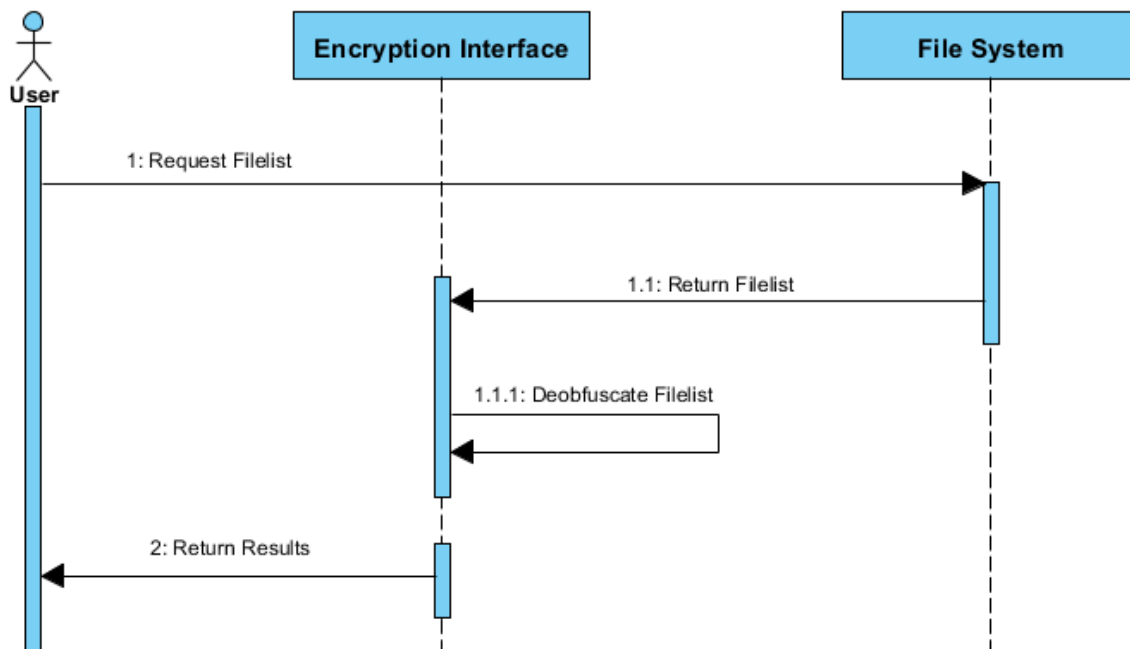 User
Encryption Interface
File System
1: Request Filelist
1.1: Return Filelist
1.1.1: Deobfuscate Filelist
2: Return Results